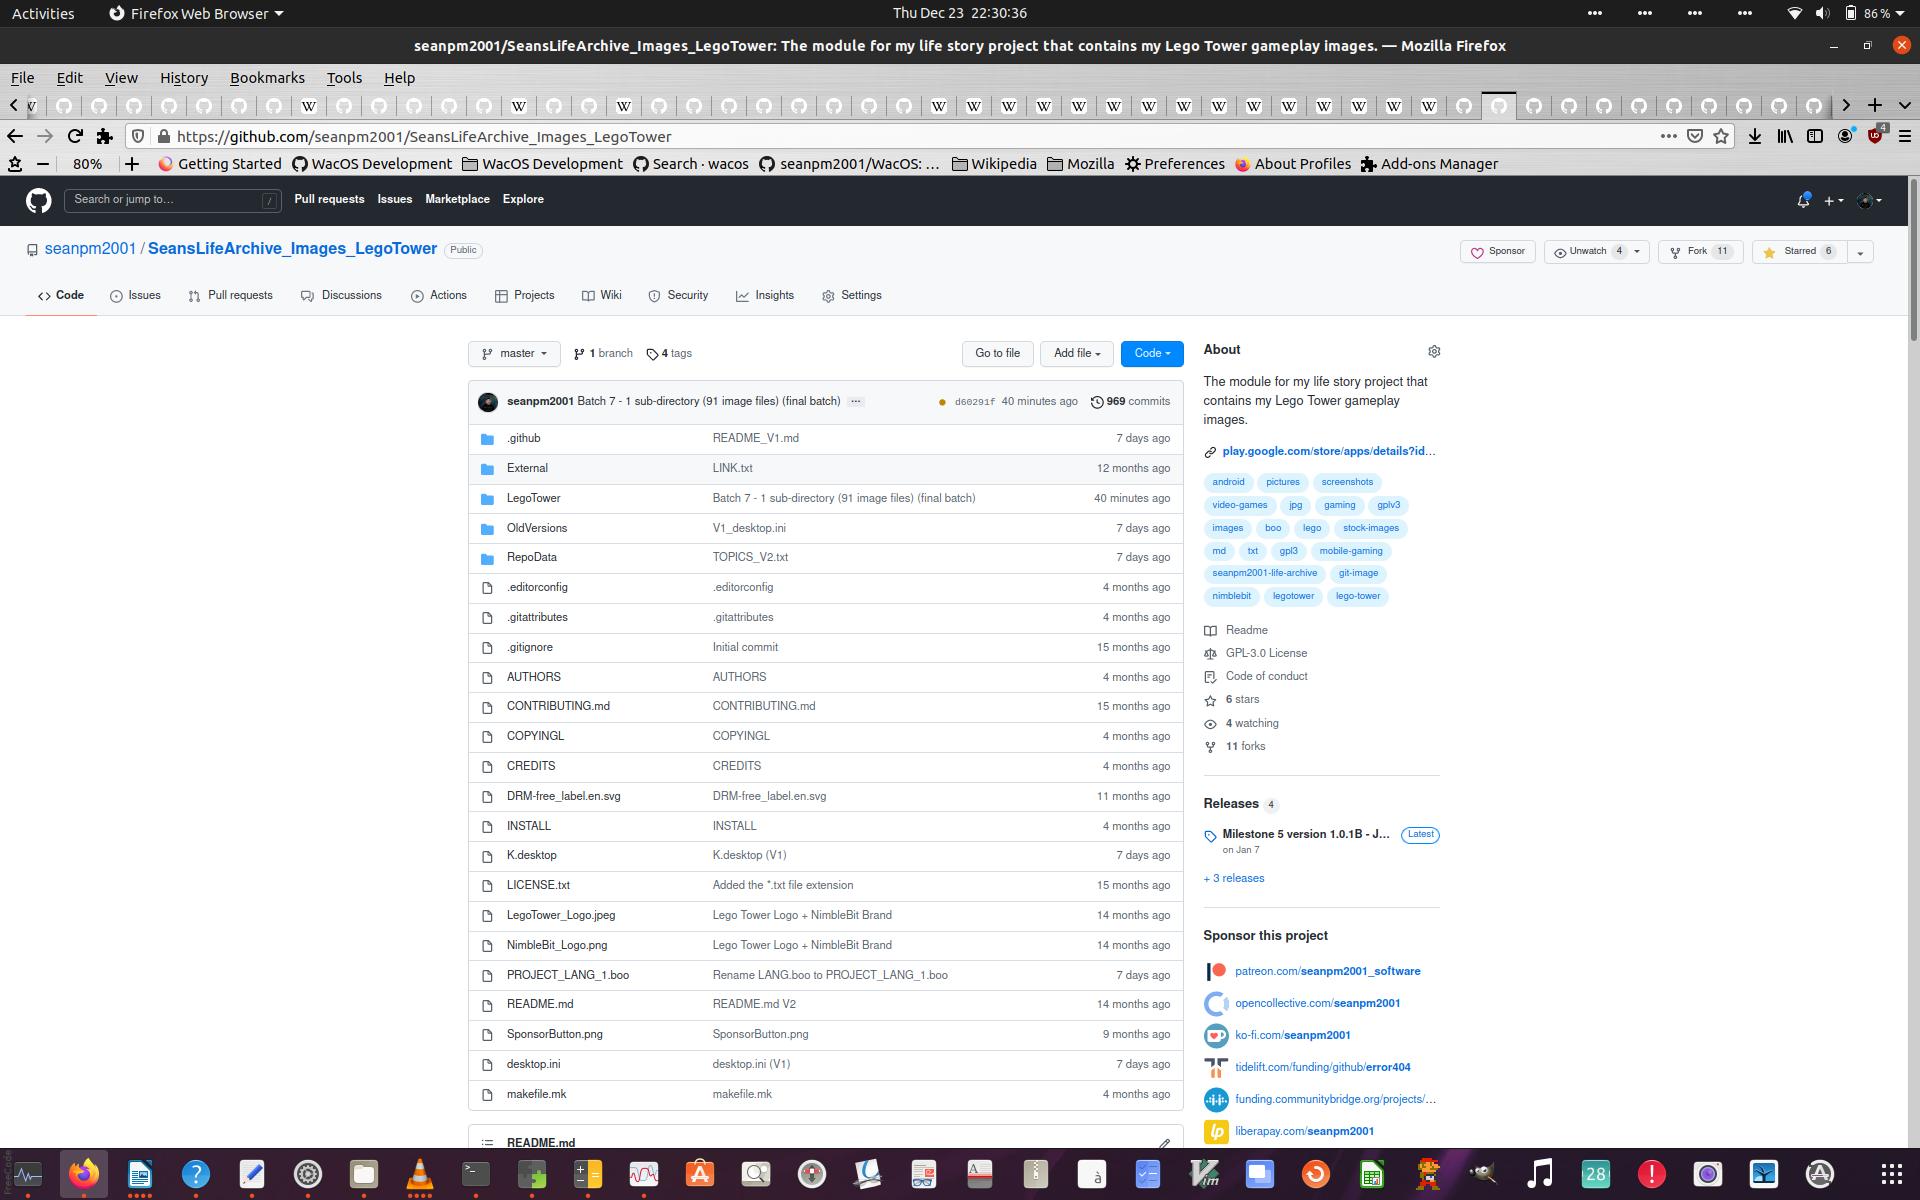 Activities
Firefox Web Browser
Thu Dec 23 22:30:36
86 %
seanpm2001/SeansLifeArchive_Images_LegoTower: The module for my life story project that contains my Lego Tower gameplay images. — Mozilla Firefox
File Edit View History Bookmarks Tools Help
https://github.com/seanpm2001/SeansLifeArchive_Images_LegoTower
4
80%
Getting Started
WacOS Development
WacOS Development
Search · wacos
seanpm2001/WacOS: ...
Wikipedia
Mozilla
Preferences
About Profiles
Add-ons Manager
Search or jump to...
/
Pull requests Issues Marketplace Explore
seanpm2001 / SeansLifeArchive_Images_LegoTower Public
Sponsor
Unwatch 4
Fork 11
Starred 6
Code
Issues
Pull requests
Discussions
Actions
Projects
Wiki
Security
Insights
Settings
master
1 branch
4 tags
Go to file
Add file
Code
seanpm2001 Batch 7 - 1 sub-directory (91 image files) (final batch) ... d60291f 40 minutes ago 969 commits
.github README_V1.md 7 days ago
External LINK.txt 12 months ago
LegoTower Batch 7 - 1 sub-directory (91 image files) (final batch) 40 minutes ago
OldVersions V1_desktop.ini 7 days ago
RepoData TOPICS_V2.txt 7 days ago
.editorconfig .editorconfig 4 months ago
.gitattributes .gitattributes 4 months ago
.gitignore Initial commit 15 months ago
AUTHORS AUTHORS 4 months ago
CONTRIBUTING.md CONTRIBUTING.md 15 months ago
COPYINGL COPYINGL 4 months ago
CREDITS CREDITS 4 months ago
DRM-free_label.en.svg DRM-free_label.en.svg 11 months ago
INSTALL INSTALL 4 months ago
K.desktop K.desktop (V1) 7 days ago
LICENSE.txt Added the *.txt file extension 15 months ago
LegoTower_Logo.jpeg Lego Tower Logo + NimbleBit Brand 14 months ago
NimbleBit_Logo.png Lego Tower Logo + NimbleBit Brand 14 months ago
PROJECT_LANG_1.boo Rename LANG.boo to PROJECT_LANG_1.boo 7 days ago
README.md README.md V2 14 months ago
SponsorButton.png SponsorButton.png 9 months ago
desktop.ini desktop.ini (V1) 7 days ago
makefile.mk makefile.mk 4 months ago
README.md
About
The module for my life story project that
contains my Lego Tower gameplay
images.
play.google.com/store/apps/details?id...
android pictures screenshots
video-games jpg gaming gplv3
images boo lego stock-images
md txt gpl3 mobile-gaming
seanpm2001-life-archive git-image
nimblebit legotower lego-tower
Readme
GPL-3.0 License
Code of conduct
6 stars
4 watching
11 forks
Releases 4
Milestone 5 version 1.0.1B - J... Latest
on Jan 7
+ 3 releases
Sponsor this project
patreon.com/seanpm2001_software
opencollective.com/seanpm2001
ko-fi.com/seanpm2001
tidelift.com/funding/github/error404
funding.communitybridge.org/projects/...
liberapay.com/seanpm2001
28